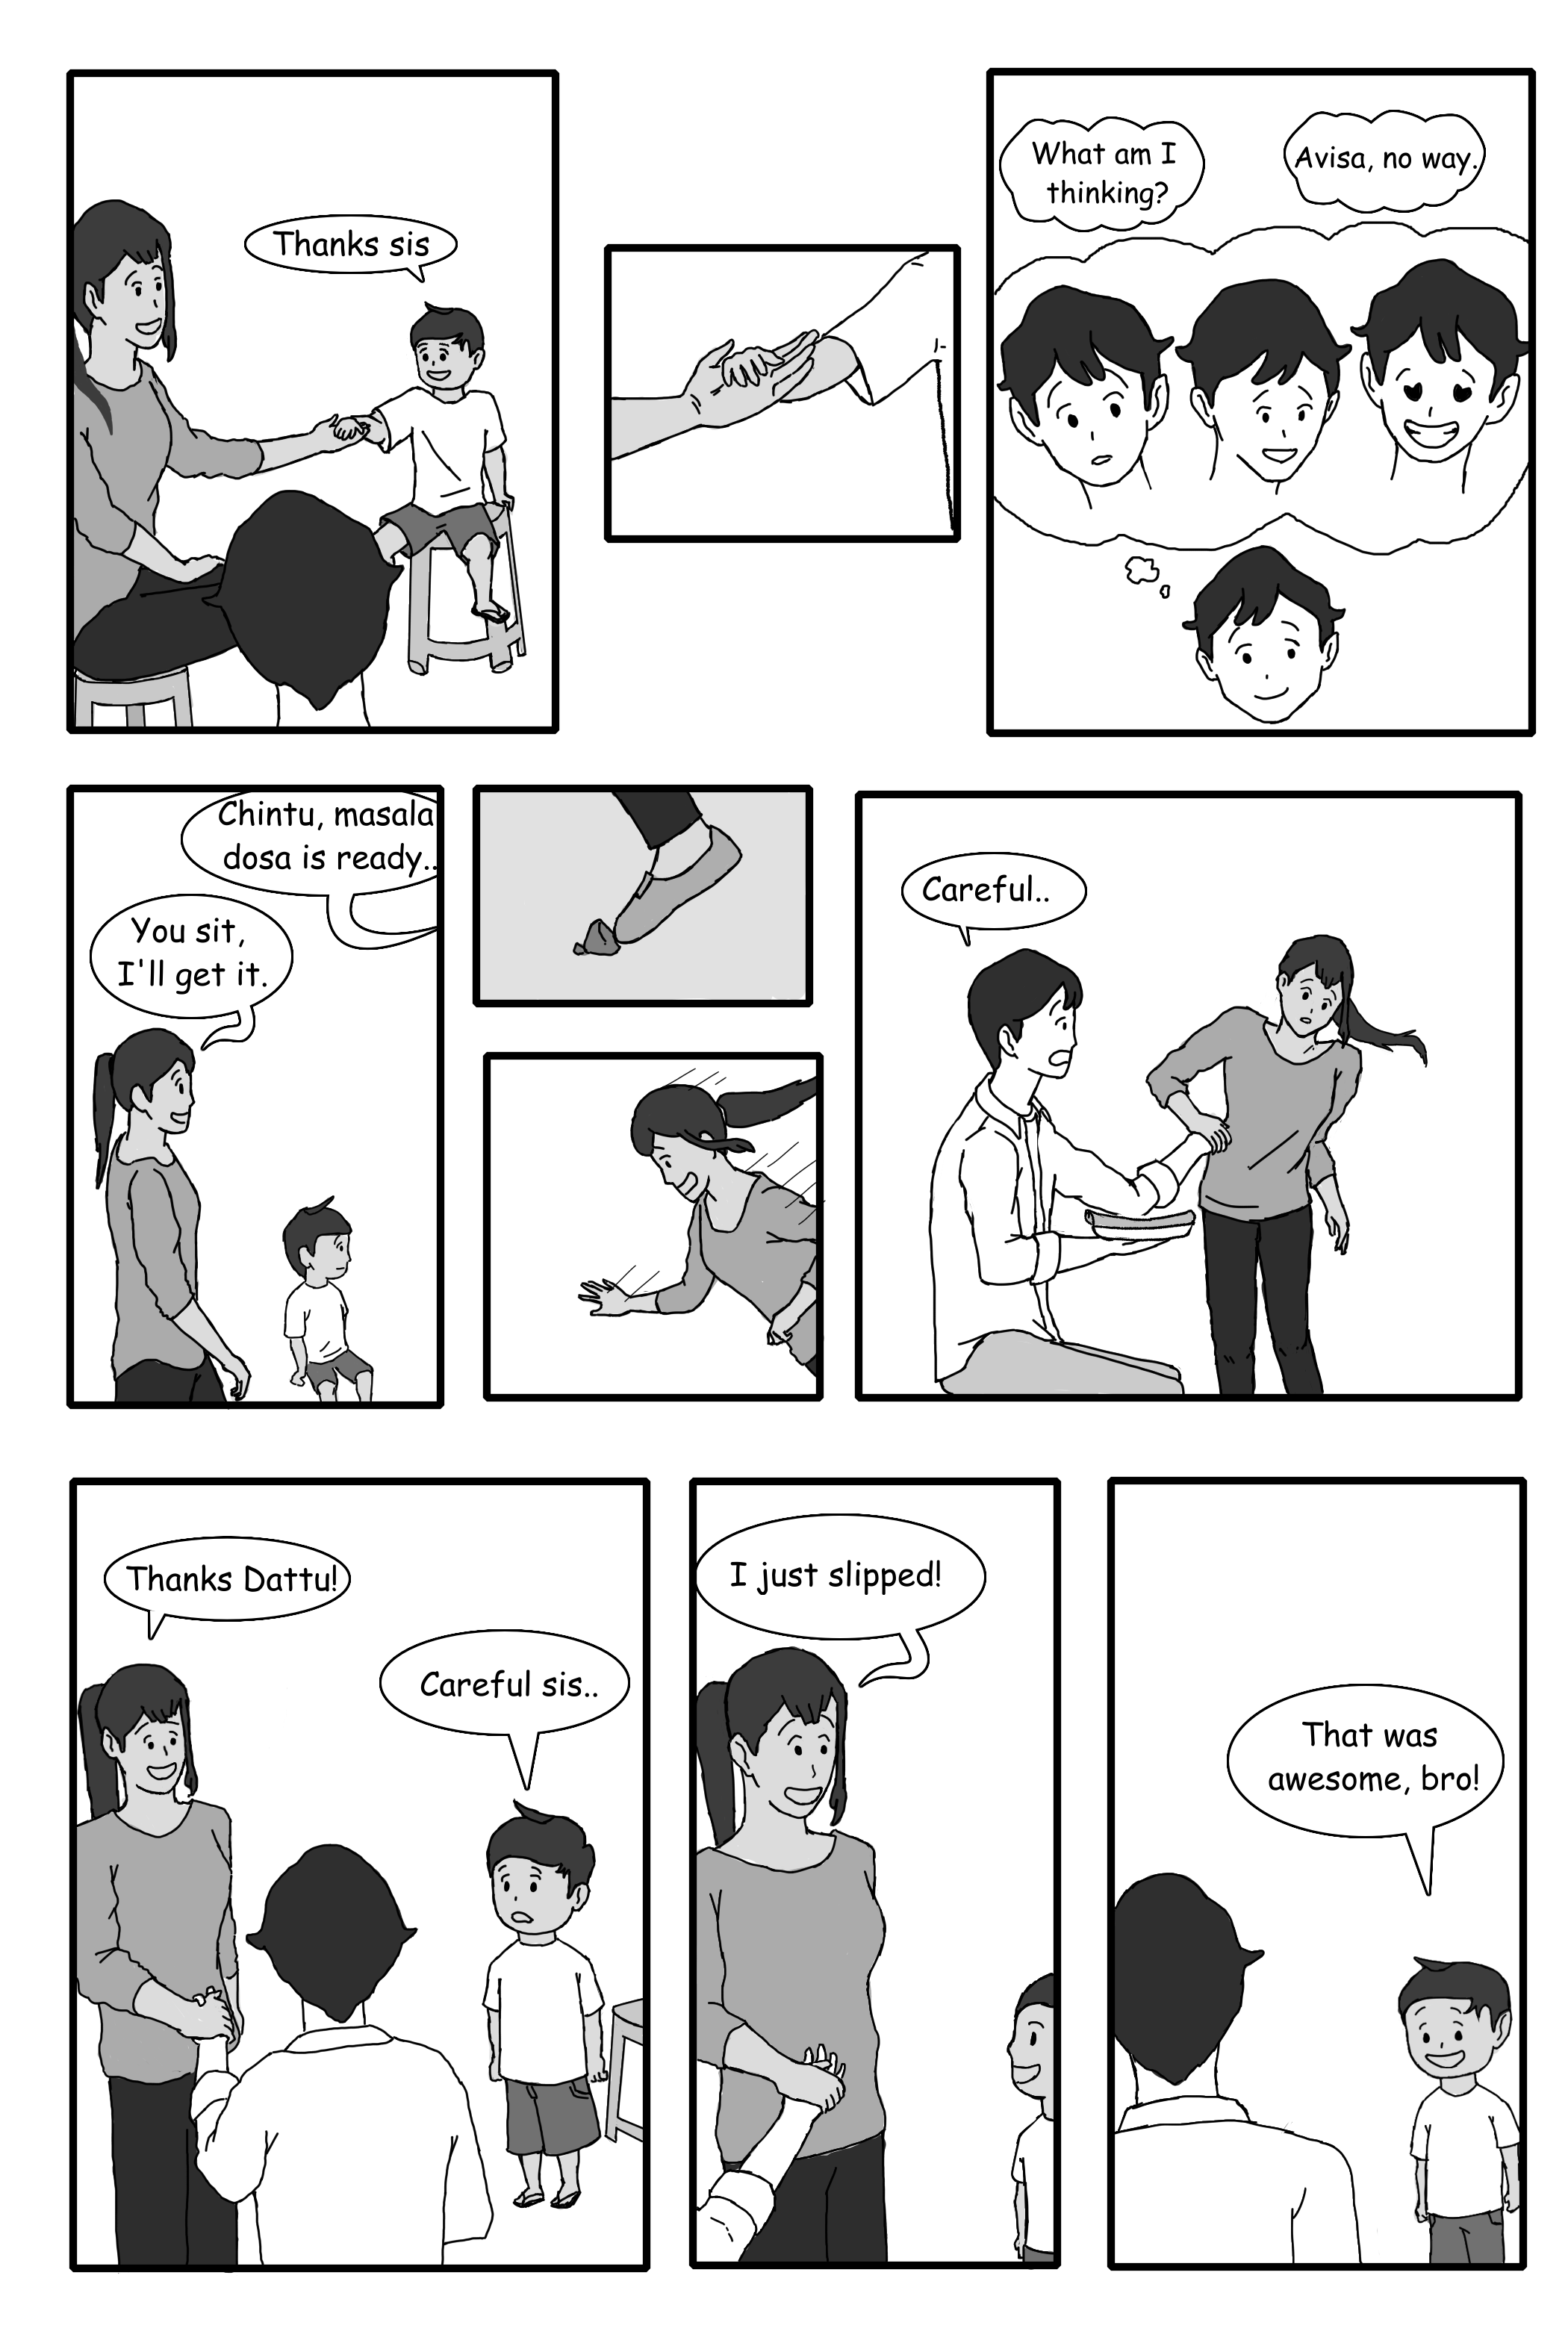 Thanks sis
What am I
thinking?
Avisa, no way.
Chintu, masala
dosa is ready..
You sit,
I'll get it.
Careful..
Thanks Dattu!
Careful sis..
I just slipped!
That was
awesome, bro!